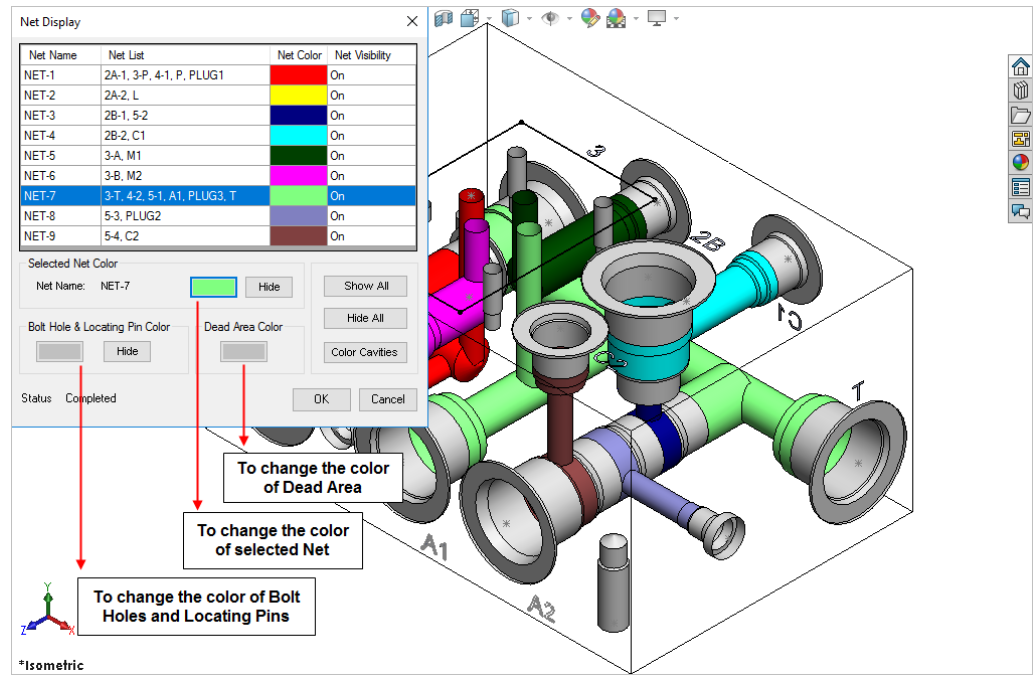 Net Display
Net Name Net List Net Color Net Visibility
NET-1 2A-1, 3-P, 4-1, P, PLUG1 On
NET-2 2A-2, L On
NET-3 2B-1, 5-2 On
NET-4 2B-2, C1 On
NET-5 3-A, M1 On
NET-6 3-B, M2 On
NET-7 3-T, 4-2, 5-1, A1, PLUG3, T On
NET-8 5-3, PLUG2 On
NET-9 5-4, C2 On
Selected Net Color
Net Name: NET-7 Hide
Show All
Hide All
Color Cavities
Bolt Hole & Locating Pin Color
Hide
Dead Area Color
Status Completed
OK Cancel
3
2B
C1
T
A1
A2
To change the color
of Dead Area
To change the color
of selected Net
To change the color of Bolt
Holes and Locating Pins
Y
Z
X
*Isometric